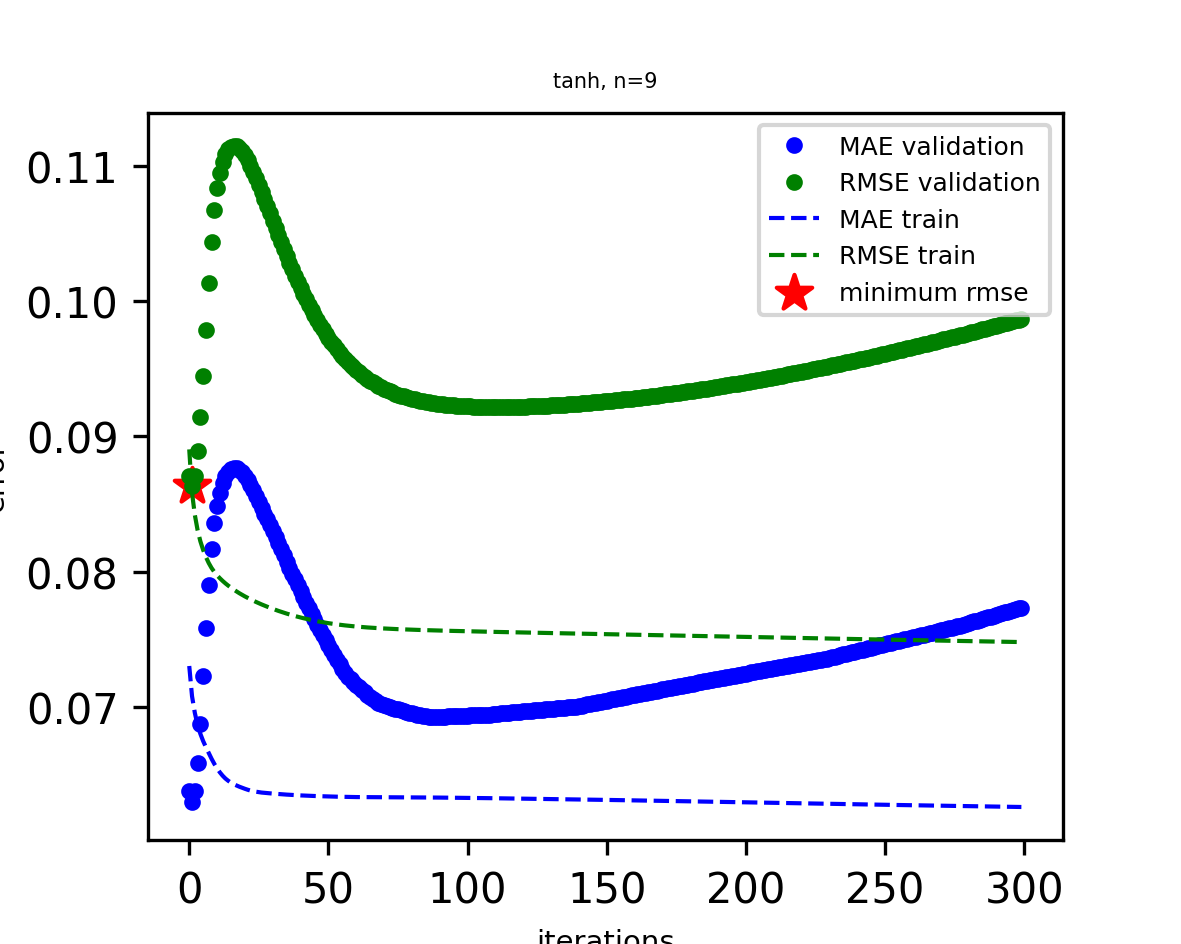 tanh, n=9
0.11
0.10
0.09
0.08
0.07
MAE validation
RMSE validation
MAE train
RMSE train
minimum rmse
0 50 100 150 200 250 300
iterations